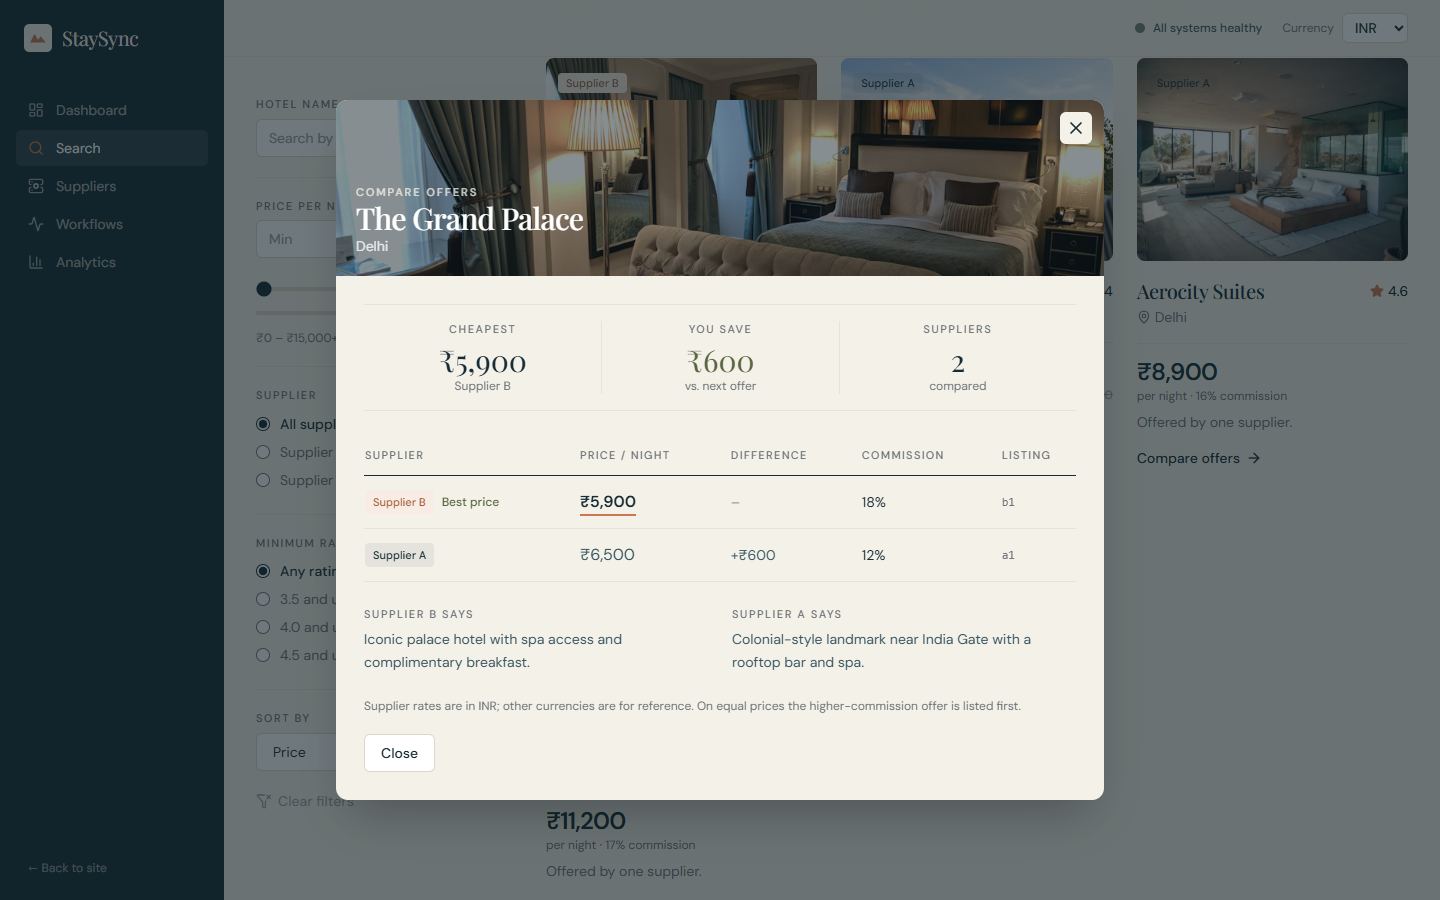 StaySync
Dashboard
Search
Suppliers
Workflows
Analytics
← Back to site
All systems healthy
Currency
INR
HOTEL NAME
Search by
PRICE PER N
Min
₹0 – ₹15,000+
SUPPLIER
All suppl
Supplier
Supplier
MINIMUM RA
Any ratin
3.5 and u
4.0 and u
4.5 and u
SORT BY
Price
Clear filters
Supplier B
Supplier A
Supplier A
COMPARE OFFERS
The Grand Palace
Delhi
CHEAPEST
₹5,900
Supplier B
YOU SAVE
₹600
vs. next offer
SUPPLIERS
2
compared
SUPPLIER PRICE / NIGHT DIFFERENCE COMMISSION LISTING
Supplier B Best price ₹5,900 – 18% b1
Supplier A ₹6,500 +₹600 12% a1
SUPPLIER B SAYS
Iconic palace hotel with spa access and
complimentary breakfast.
SUPPLIER A SAYS
Colonial-style landmark near India Gate with a
rooftop bar and spa.
Supplier rates are in INR; other currencies are for reference. On equal prices the higher-commission offer is listed first.
Close
4
0
Aerocity Suites
4.6
Delhi
₹8,900
per night · 16% commission
Offered by one supplier.
Compare offers →
₹11,200
per night · 17% commission
Offered by one supplier.